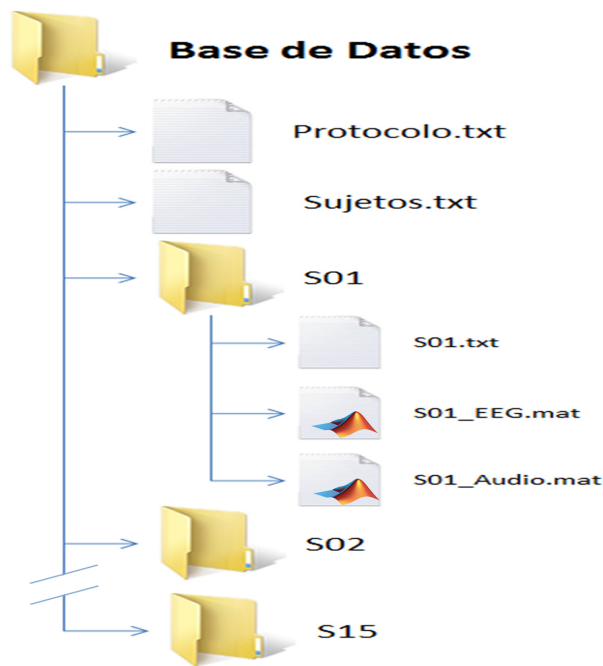 Base de Datos
Protocolo.txt
Sujetos.txt
S01
S01.txt
S01_EEG.mat
S01_Audio.mat
S02
S15